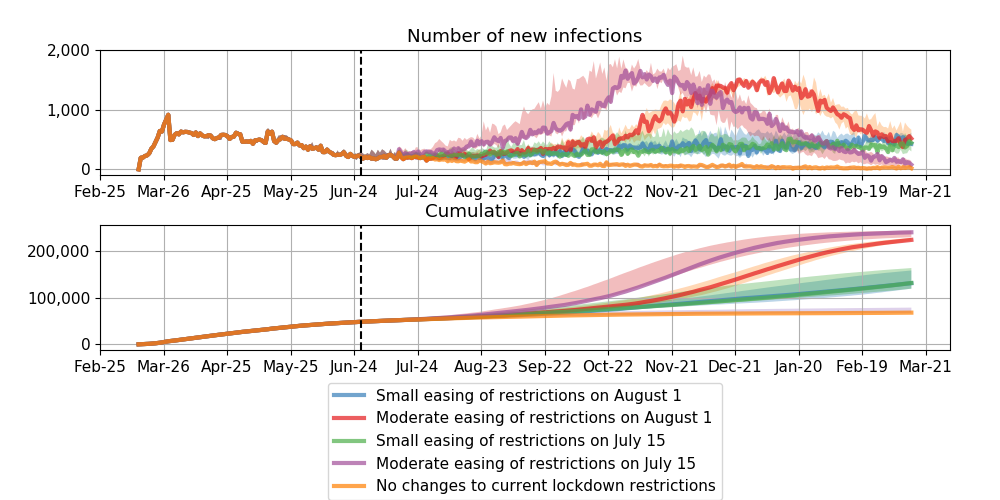 Number of new infections
2,000
1,000
0
Feb-25 Mar-26 Apr-25 May-25 Jun-24 Jul-24 Aug-23 Sep-22 Oct-22 Nov-21 Dec-21 Jan-20 Feb-19 Mar-21
Cumulative infections
200,000
100,000
0
Feb-25 Mar-26 Apr-25 May-25 Jun-24 Jul-24 Aug-23 Sep-22 Oct-22 Nov-21 Dec-21 Jan-20 Feb-19 Mar-21
Small easing of restrictions on August 1
Moderate easing of restrictions on August 1
Small easing of restrictions on July 15
Moderate easing of restrictions on July 15
No changes to current lockdown restrictions